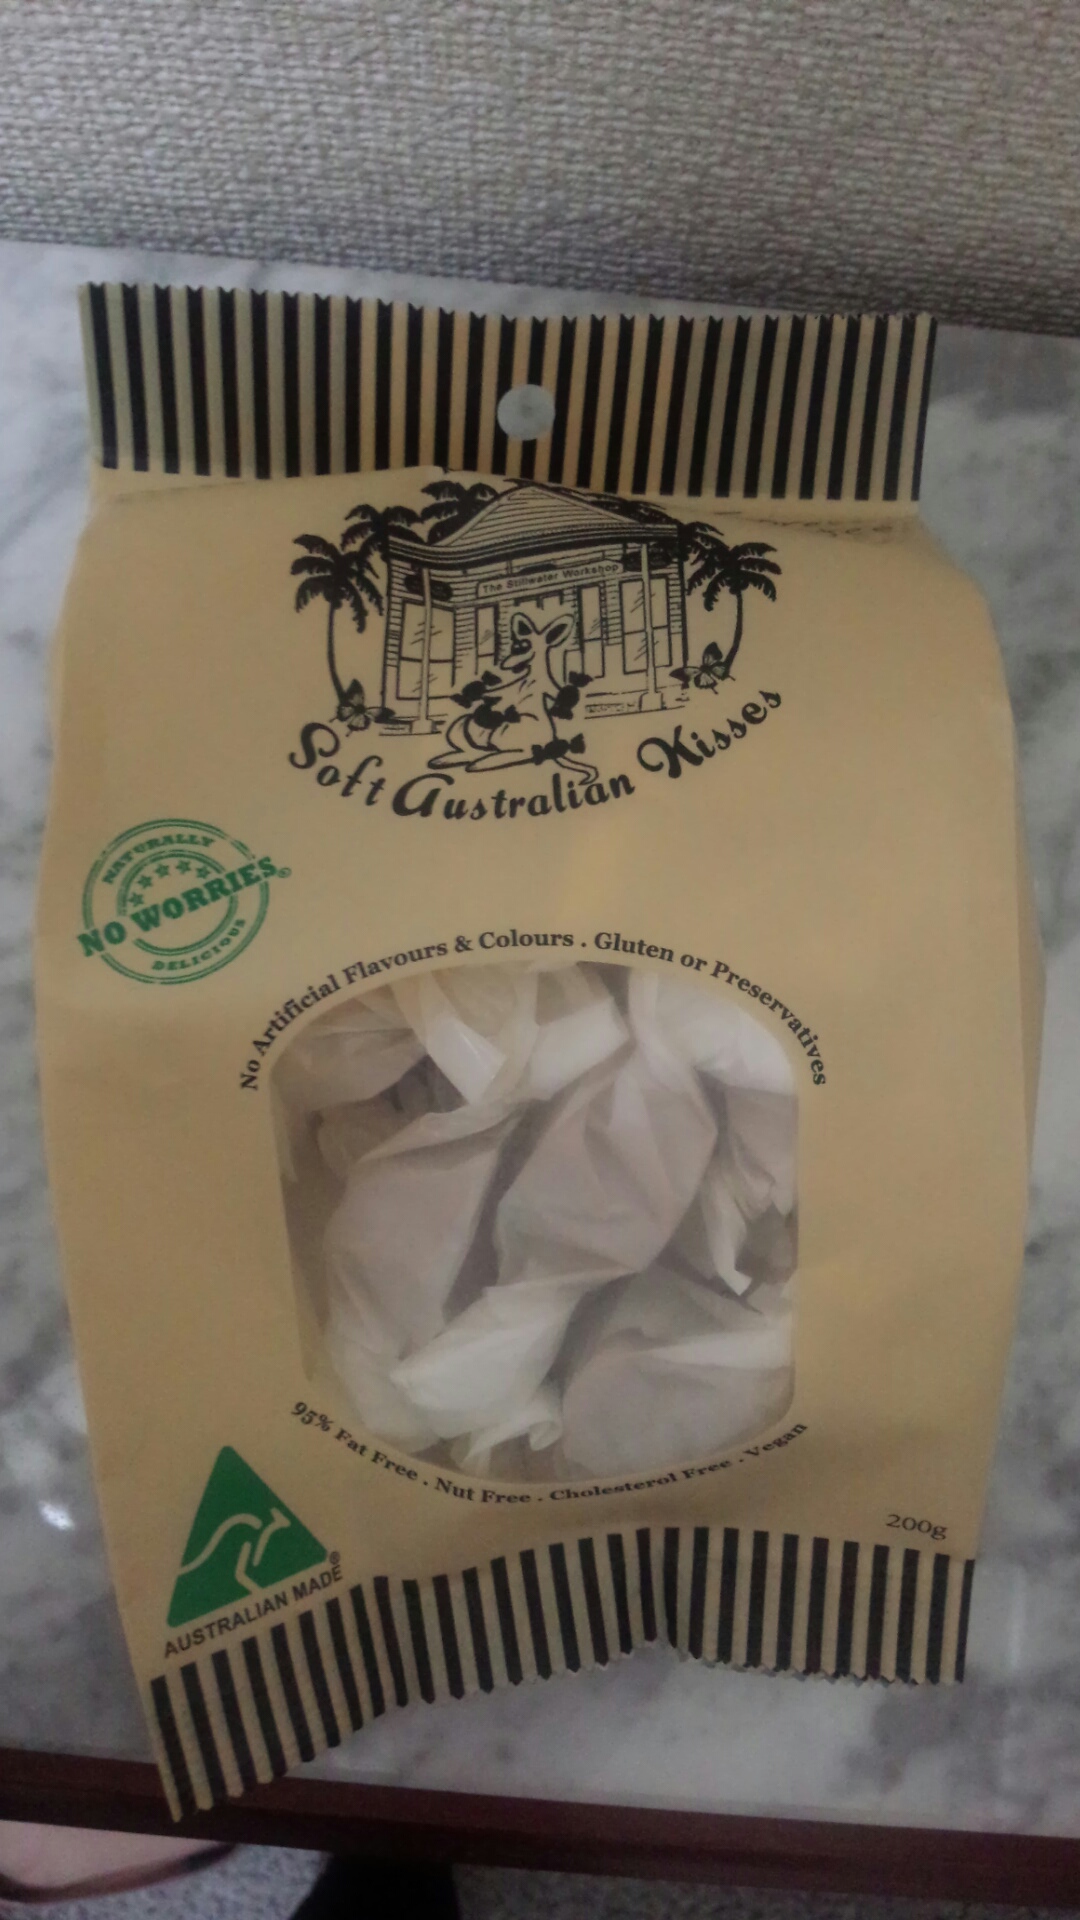 The Stillwater Workshop
Soft Australian Kisses
NATURALLY
NO WORRIES®
DELICIOUS
No Artificial Flavours & Colours . Gluten or Preservatives
95% Fat Free . Nut Free . Cholesterol Free . Vegan
200g
AUSTRALIAN MADE®